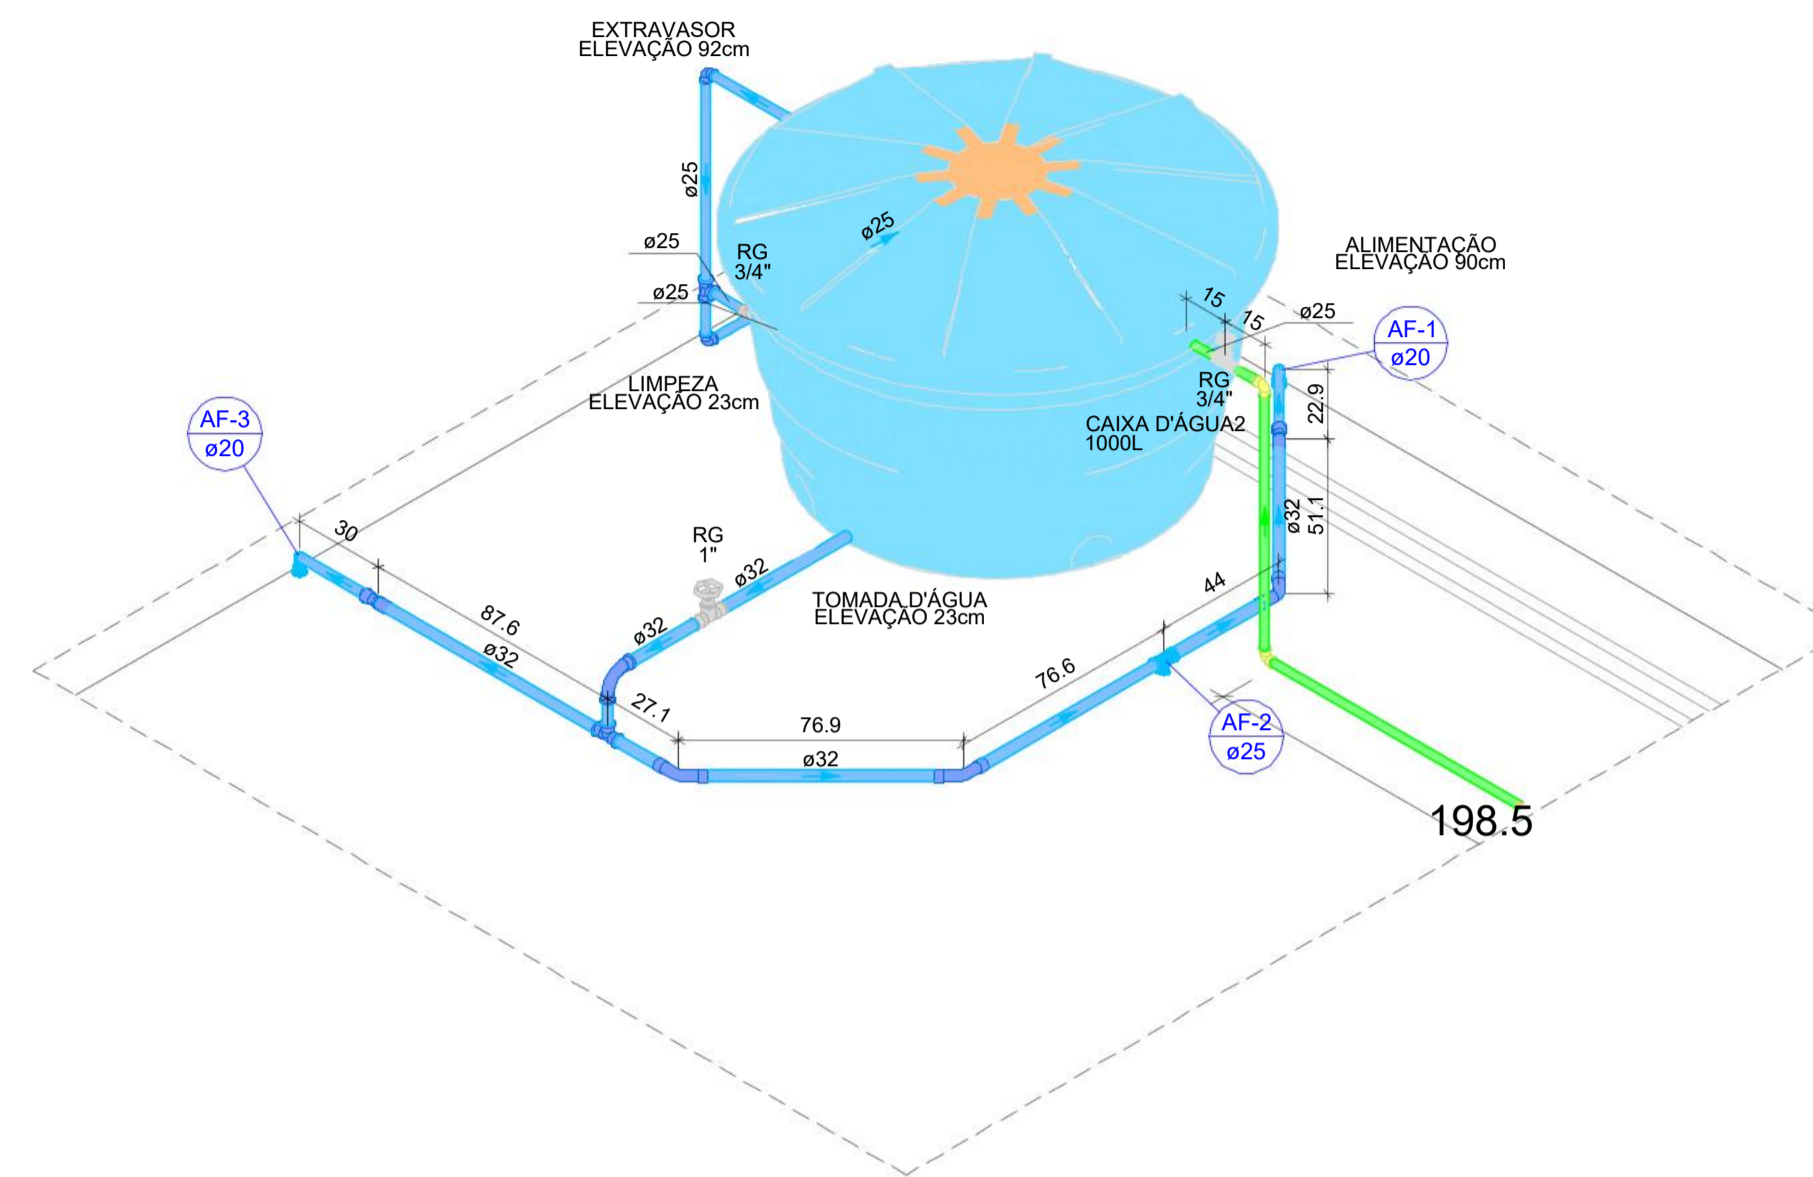 EXTRAVASOR
ELEVAÇÃO 92cm
ø25
ø25
RG
3/4"
ø25
ø25
ALIMENTAÇÃO
ELEVAÇÃO 90cm
15
15
ø25
AF-1
ø20
RG
3/4"
22.9
CAIXA D'ÁGUA2
1000L
LIMPEZA
ELEVAÇÃO 23cm
AF-3
ø20
30
ø32
51.1
RG
1"
ø32
44
TOMADA D'ÁGUA
ELEVAÇÃO 23cm
87.6
ø32
ø32
76.6
27.1
76.9
ø32
AF-2
ø25
198.5